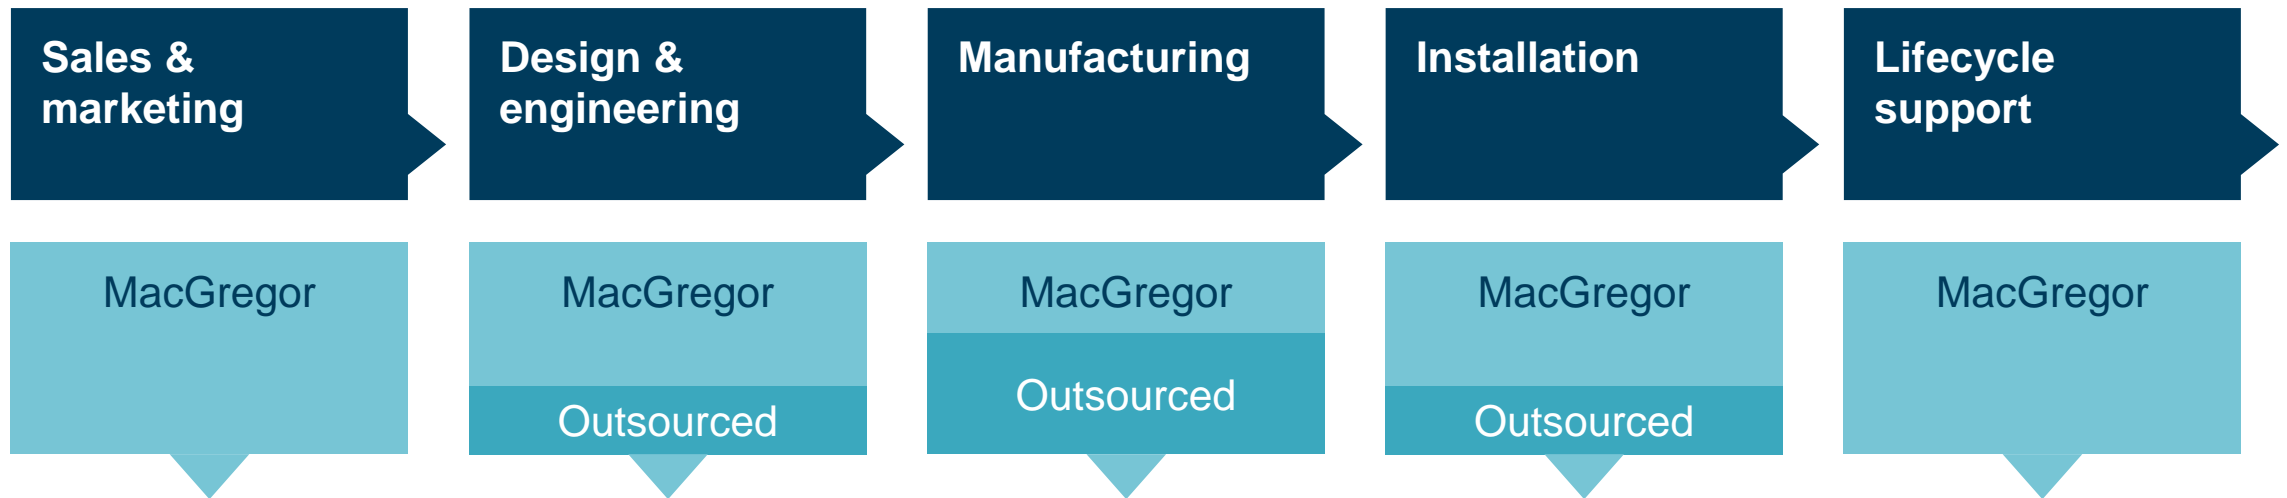 Sales &
marketing
Design &
engineering
Manufacturing
Installation
Lifecycle
support
MacGregor
MacGregor
Outsourced
MacGregor
Outsourced
MacGregor
Outsourced
MacGregor